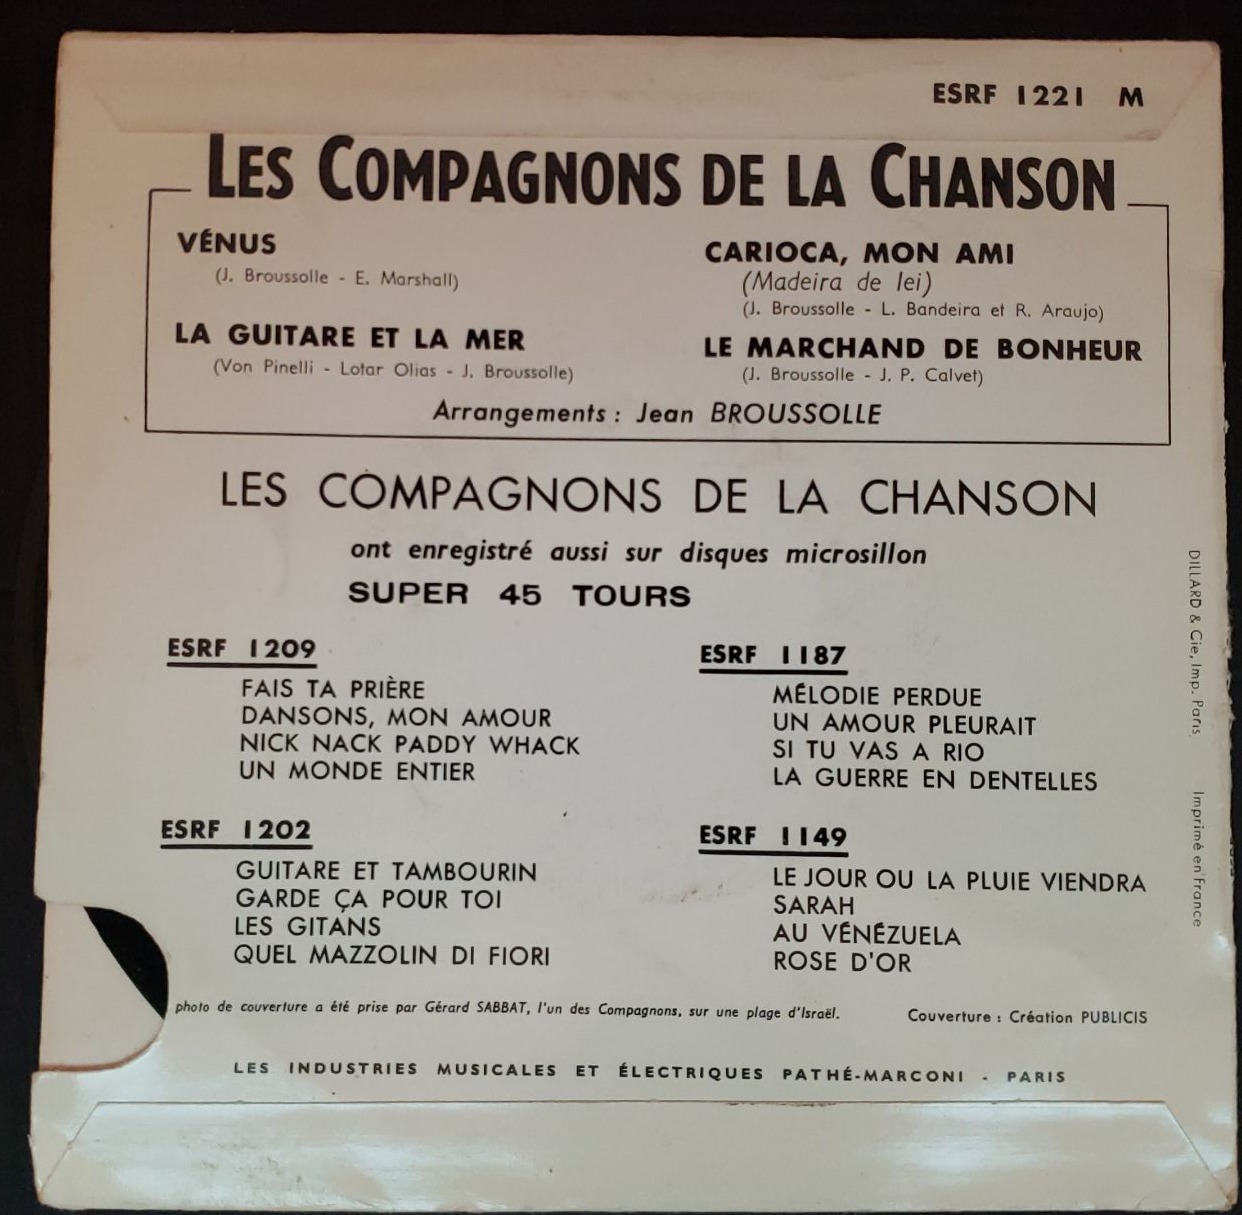 ESRF 1221 M
LES COMPAGNONS DE LA CHANSON
VÉNUS
(J. Broussolle - E. Marshall)
LA GUITARE ET LA MER
(Von Pinelli - Lotar Olias - J. Broussolle)
CARIOCA, MON AMI
(Madeira de lei)
(J. Broussolle - L. Bandeira et R. Araujo)
LE MARCHAND DE BONHEUR
(J. Broussolle - J. P. Calvet)
Arrangements : Jean BROUSSOLLE
LES COMPAGNONS DE LA CHANSON
ont enregistré aussi sur disques microsillon
SUPER 45 TOURS
ESRF 1209
FAIS TA PRIÈRE
DANSONS, MON AMOUR
NICK NACK PADDY WHACK
UN MONDE ENTIER
ESRF 1187
MÉLODIE PERDUE
UN AMOUR PLEURAIT
SI TU VAS A RIO
LA GUERRE EN DENTELLES
ESRF 1202
GUITARE ET TAMBOURIN
GARDE ÇA POUR TOI
LES GITANS
QUEL MAZZOLIN DI FIORI
ESRF 1149
LE JOUR OU LA PLUIE VIENDRA
SARAH
AU VÉNÉZUELA
ROSE D'OR
photo de couverture a été prise par Gérard SABBAT, l'un des Compagnons, sur une plage d'Israël.
Couverture : Création PUBLICIS
LES INDUSTRIES MUSICALES ET ÉLECTRIQUES PATHÉ-MARCONI - PARIS
DILLARD & Cie, Imp. Paris
Imprimé en France